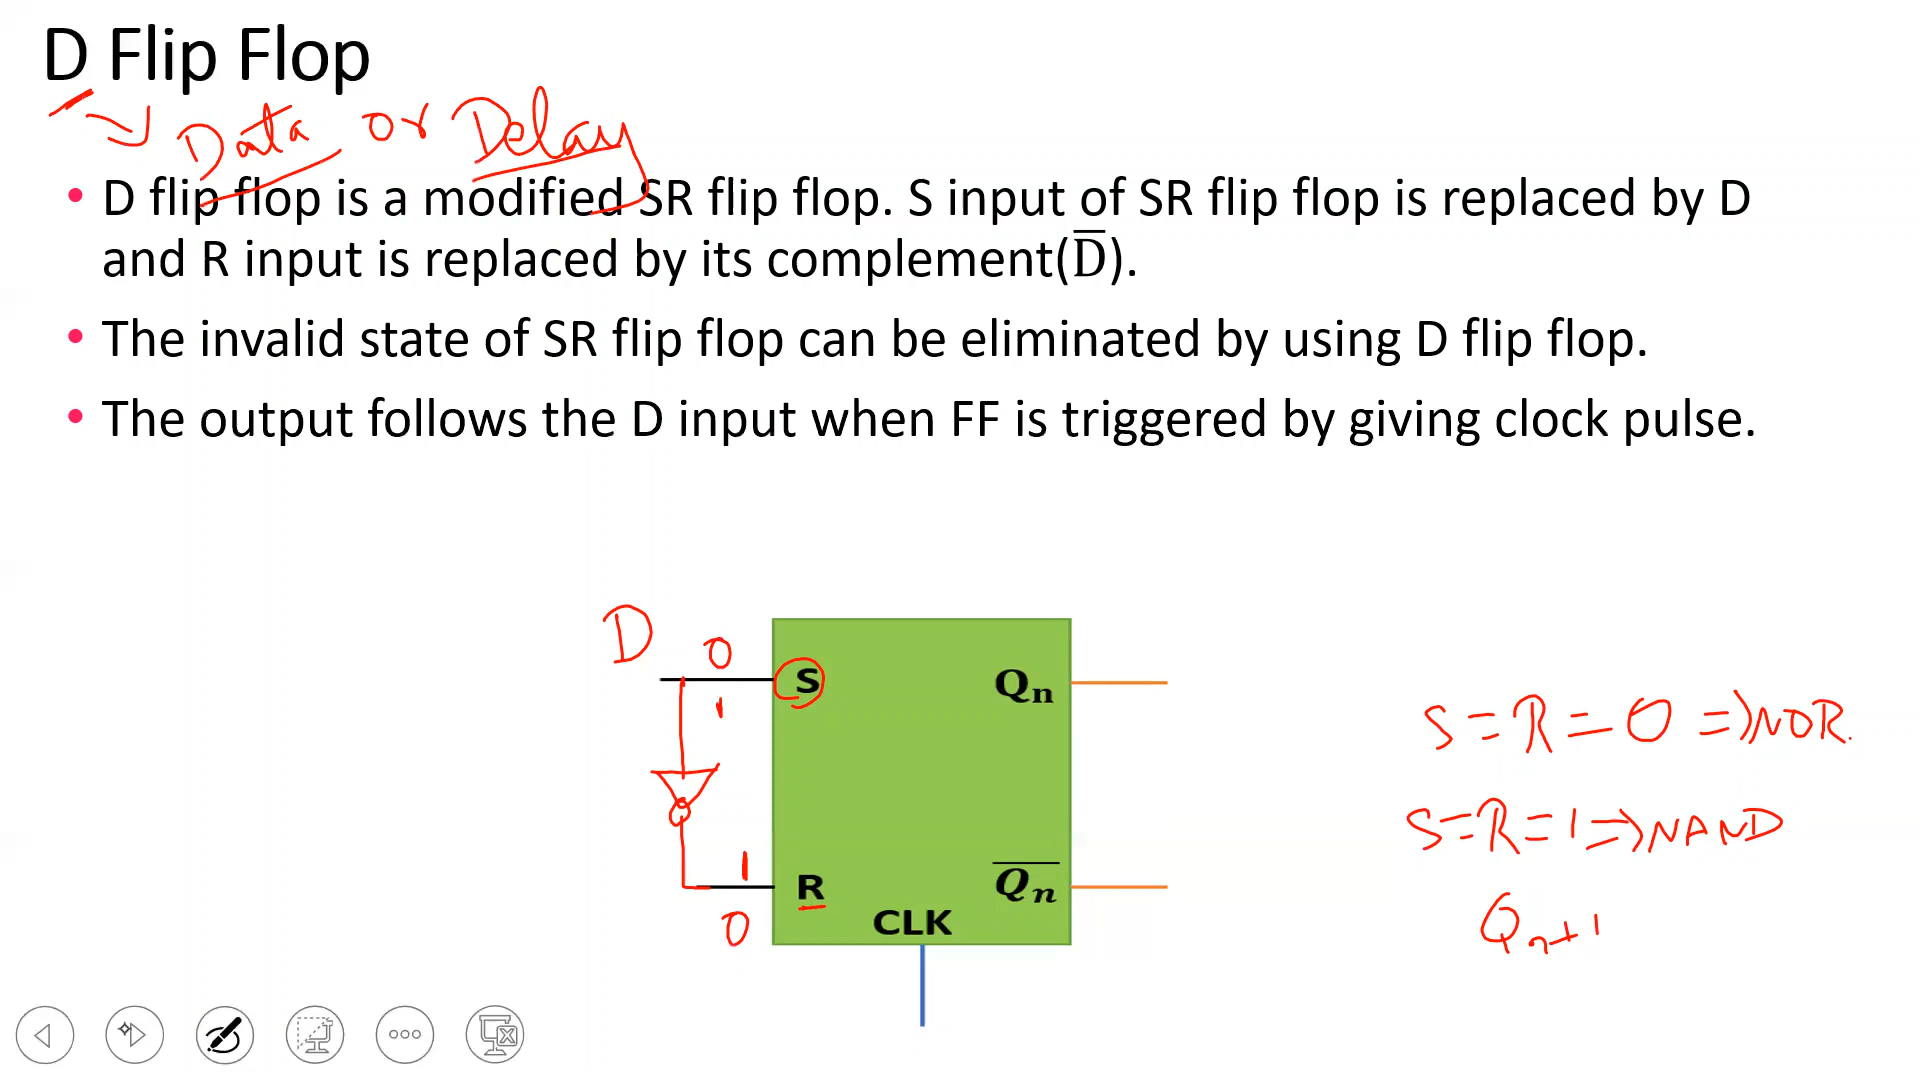 D Flip Flop
Data or Delay
• D flip flop is a modified SR flip flop. S input of SR flip flop is replaced by D
and R input is replaced by its complement(D̅).
• The invalid state of SR flip flop can be eliminated by using D flip flop.
• The output follows the D input when FF is triggered by giving clock pulse.
D
0
S
Qₙ
1
S = R = 0 => NOR.
S = R = 1 => NAND
1
R
Q̅ₙ
0
CLK
Qₙ₊₁